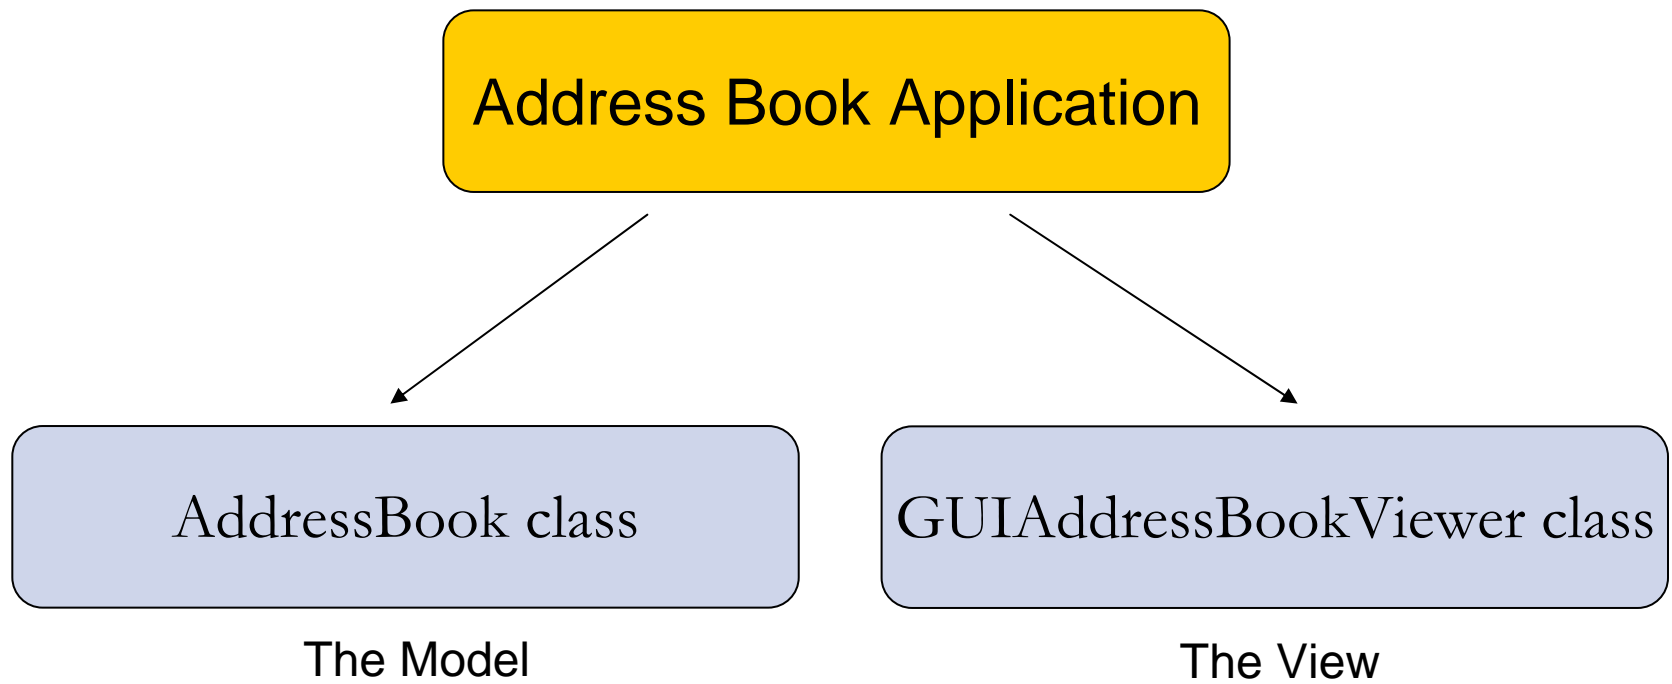 Address Book Application
AddressBook class
GUIAddressBookViewer class
The Model
The View